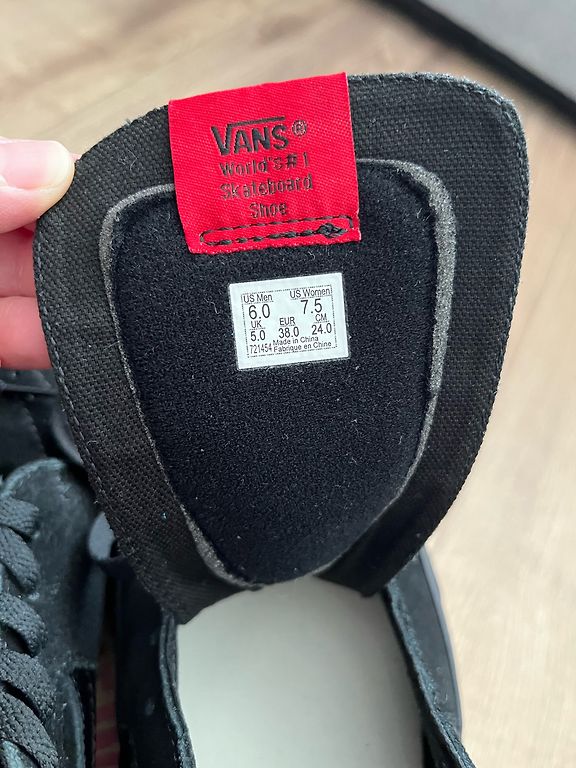 VANS®
World's #1
Skateboard
Shoe
US Men US Women
6.0 7.5
UK EUR CM
5.0 38.0 24.0
721454 Made in China
Fabrique en Chine